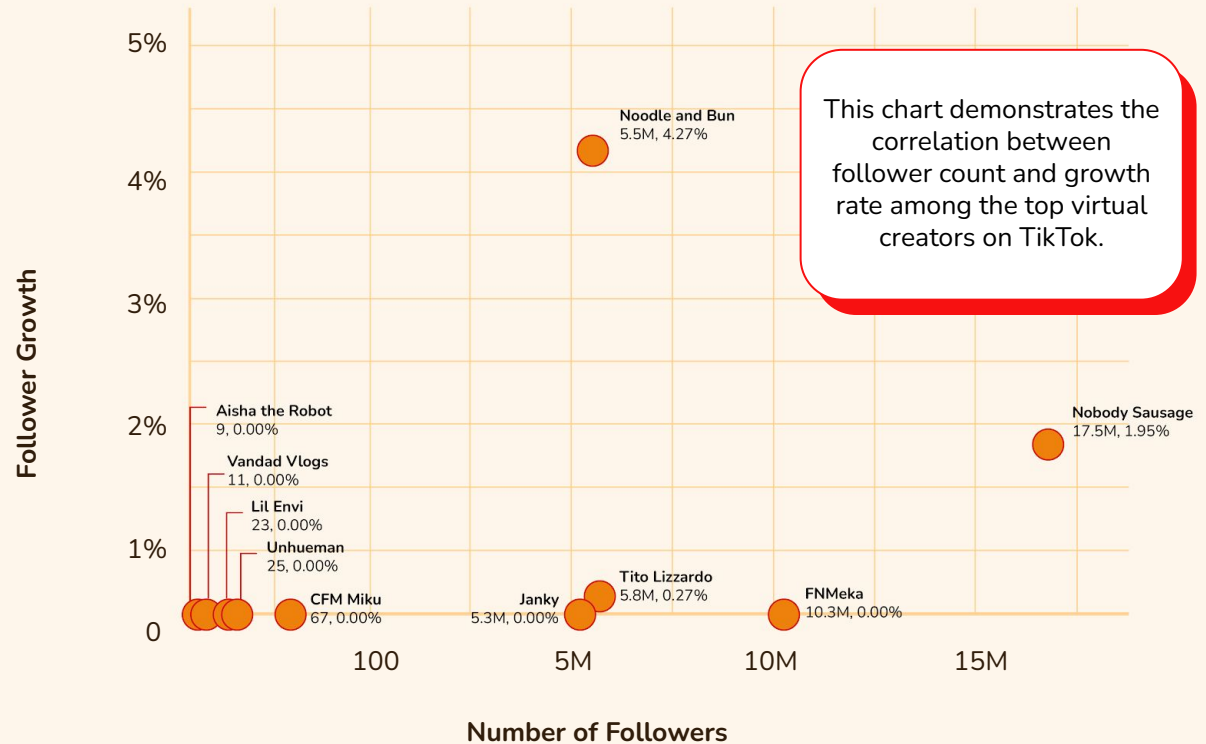 5%
4%
3%
2%
1%
0
Follower Growth
Noodle and Bun
5.5M, 4.27%
This chart demonstrates the
correlation between
follower count and growth
rate among the top virtual
creators on TikTok.
Nobody Sausage
17.5M, 1.95%
Aisha the Robot
9, 0.00%
Vandad Vlogs
11, 0.00%
Lil Envi
23, 0.00%
Unhueman
25, 0.00%
CFM Miku
67, 0.00%
Janky
5.3M, 0.00%
Tito Lizzardo
5.8M, 0.27%
FNMeka
10.3M, 0.00%
100
5M
10M
15M
Number of Followers